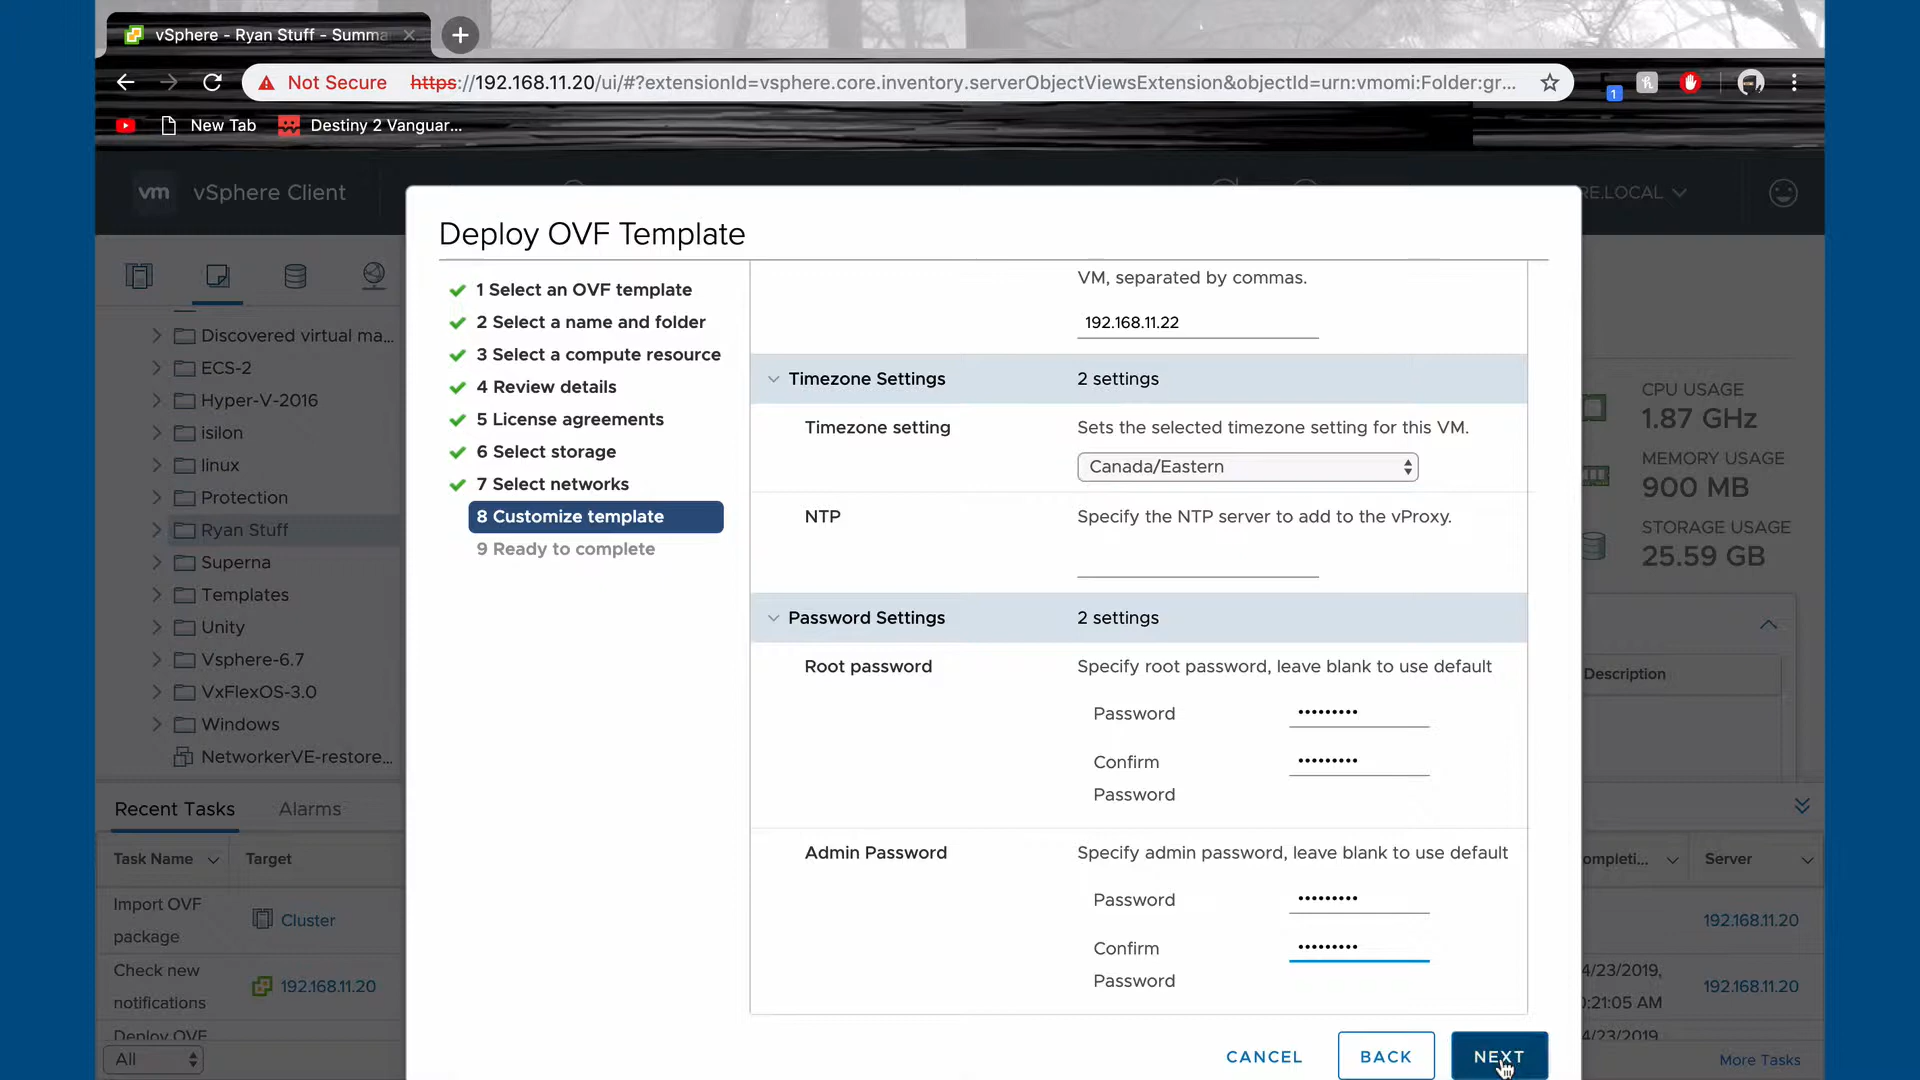 vSphere - Ryan Stuff - Summa
Not Secure https://192.168.11.20/ui/#?extensionId=vsphere.core.inventory.serverObjectViewsExtension&objectId=urn:vmomi:Folder:gr...
1
New Tab
Destiny 2 Vanguar...
vm vSphere Client
RE.LOCAL
Deploy OVF Template
1 Select an OVF template
2 Select a name and folder
3 Select a compute resource
4 Review details
5 License agreements
6 Select storage
7 Select networks
8 Customize template
9 Ready to complete
VM, separated by commas.
192.168.11.22
Timezone Settings 2 settings
Timezone setting Sets the selected timezone setting for this VM.
Canada/Eastern
NTP Specify the NTP server to add to the vProxy.
Password Settings 2 settings
Root password Specify root password, leave blank to use default
Password •••••••••
Confirm •••••••••
Password
Admin Password Specify admin password, leave blank to use default
Password •••••••••
Confirm •••••••••
Password
CANCEL BACK NEXT
Discovered virtual ma...
ECS-2
Hyper-V-2016
isilon
linux
Protection
Ryan Stuff
Superna
Templates
Unity
Vsphere-6.7
VxFlexOS-3.0
Windows
NetworkerVE-restore...
CPU USAGE
1.87 GHz
MEMORY USAGE
900 MB
STORAGE USAGE
25.59 GB
Description
Recent Tasks Alarms
Task Name Target ompleti... Server
Import OVF
package
Cluster 192.168.11.20
Check new
notifications
192.168.11.20 4/23/2019,
0:21:05 AM
192.168.11.20
Deploy OVF 4/23/2019
All More Tasks